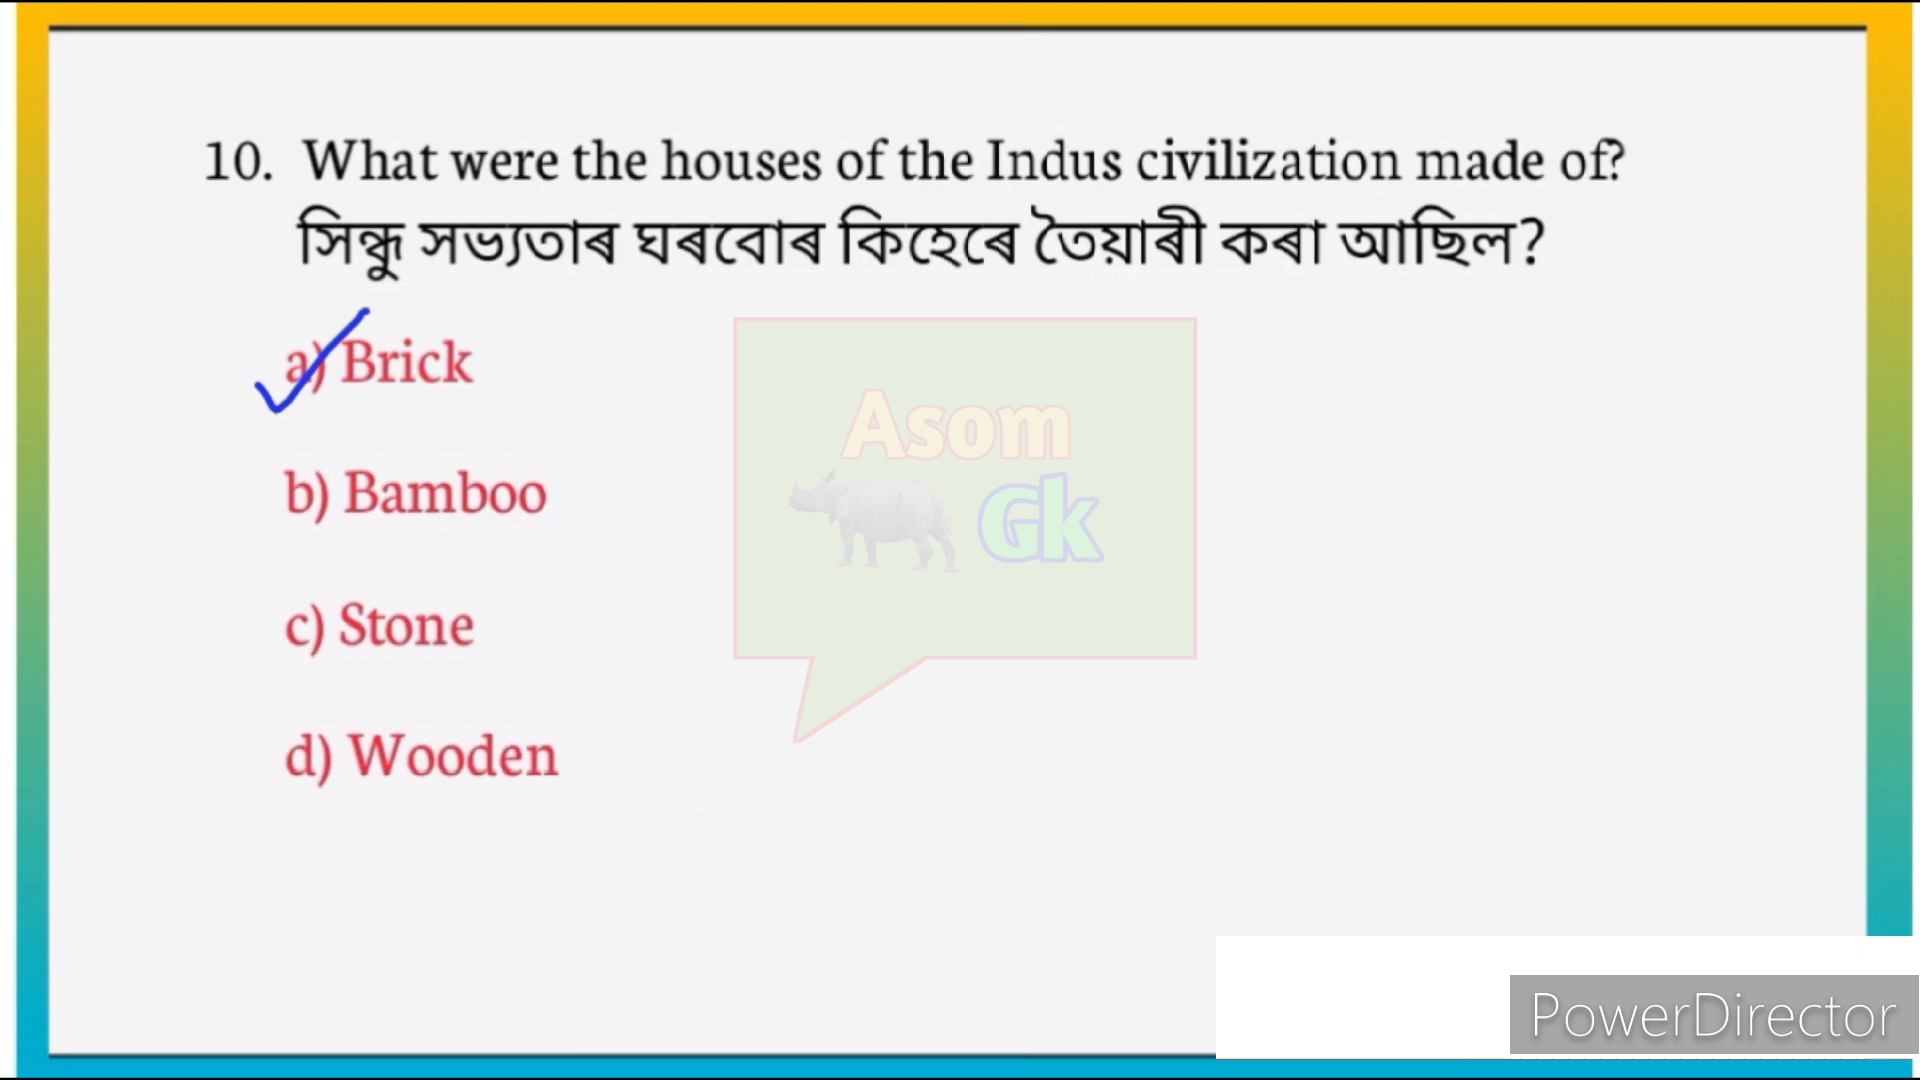 10. What were the houses of the Indus civilization made of?
সিন্ধু সভ্যতাৰ ঘৰবোৰ কিহেৰে তৈয়াৰী কৰা আছিল?
a) Brick
b) Bamboo
c) Stone
d) Wooden
Asom
Gk
PowerDirector